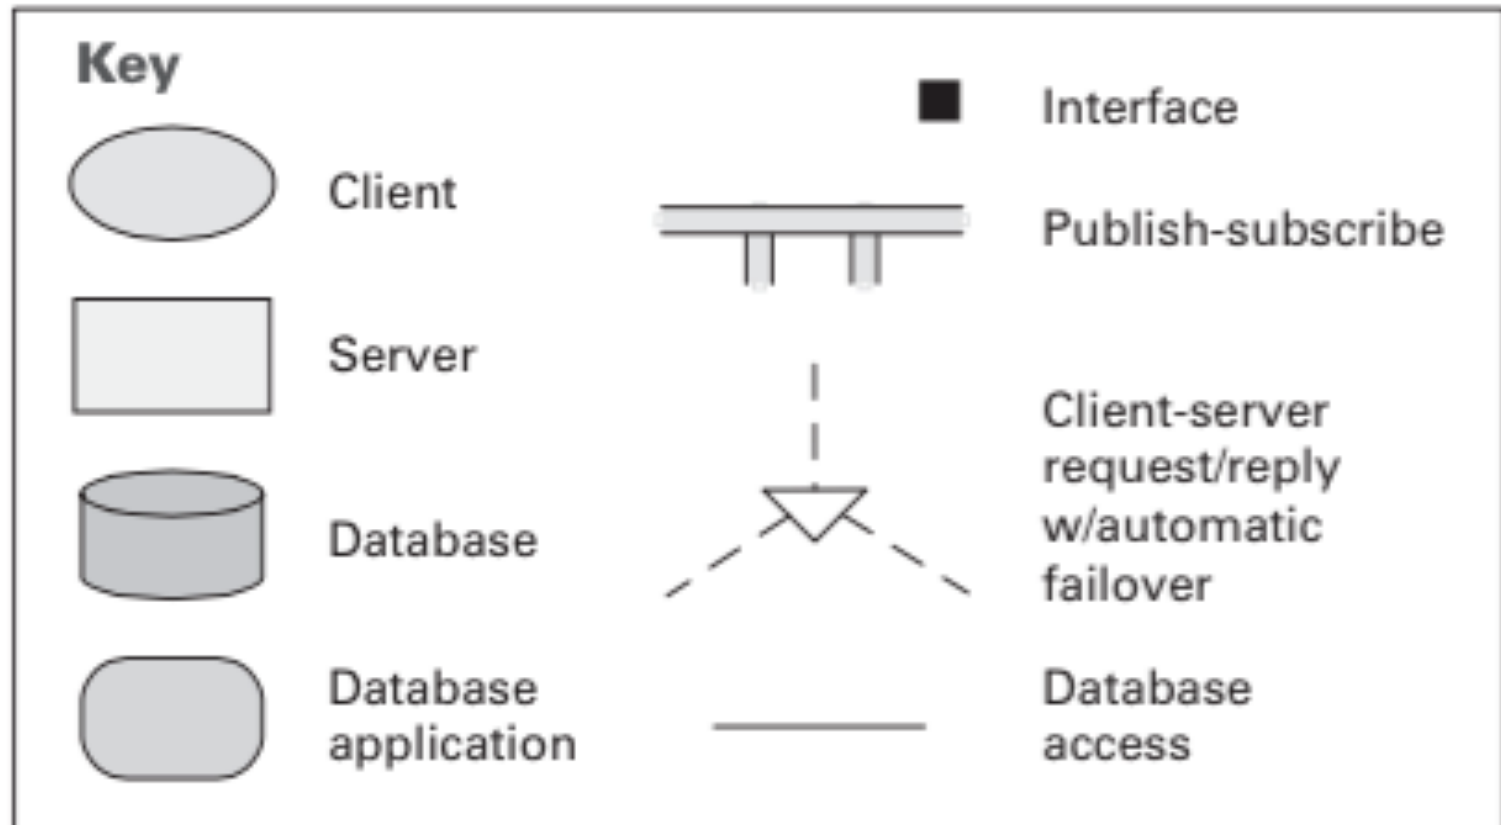 Key
Client
Server
Database
Database
application
Interface
Publish-subscribe
Client-server
request/reply
w/automatic
failover
Database
access